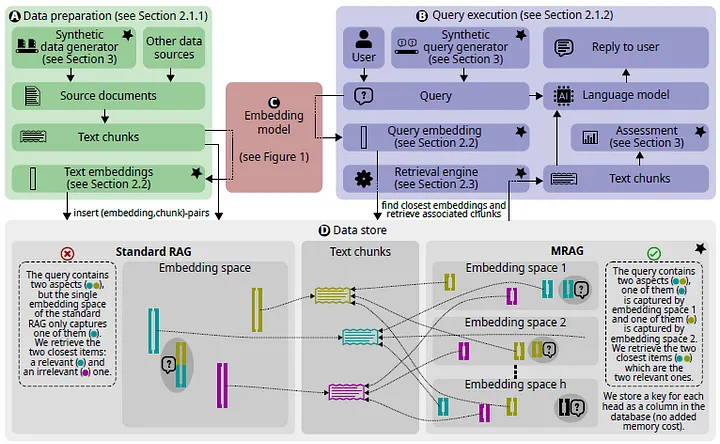 A Data preparation (see Section 2.1.1)
Synthetic
data generator
(see Section 3)
Other data
sources
Source documents
Text chunks
Text embeddings
(see Section 2.2)
C
Embedding
model
(see Figure 1)
B Query execution (see Section 2.1.2)
User
Synthetic
query generator
(see Section 3)
Reply to user
Query
AI
Language model
Query embedding
(see Section 2.2)
Assessment
(see Section 3)
Retrieval engine
(see Section 2.3)
Text chunks
insert (embedding,chunk)-pairs
find closest embeddings and
retrieve associated chunks
D Data store
Standard RAG
The query contains
two aspects ( ),
but the single
embedding space
of the standard
RAG only captures
one of them ( ).
We retrieve the
two closest items:
a relevant ( ) and
an irrelevant ( ) one.
Embedding space
Text chunks
MRAG
Embedding space 1
Embedding space 2
Embedding space h
The query contains
two aspects ( ),
one of them ( )
is captured by
embedding space 1
and one of them ( )
is captured by
embedding space 2.
We retrieve the two
closest items ( )
which are the
two relevant ones.
We store a key for each
head as a column in the
database (no added
memory cost).